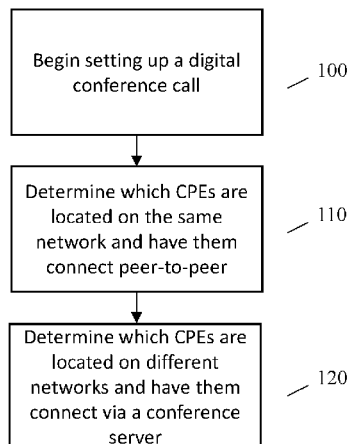 Begin setting up a digital
conference call
100
Determine which CPEs are
located on the same
network and have them
connect peer-to-peer
110
Determine which CPEs are
located on different
networks and have them
connect via a conference
server
120